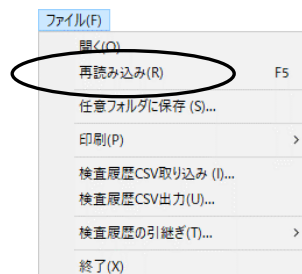 ファイル(F)
開く(O)
再読み込み(R) F5
任意フォルダに保存 (S)...
印刷(P) >
検査履歴CSV取り込み (I)...
検査履歴CSV出力(U)...
検査履歴の引継ぎ(T)... >
終了(X)